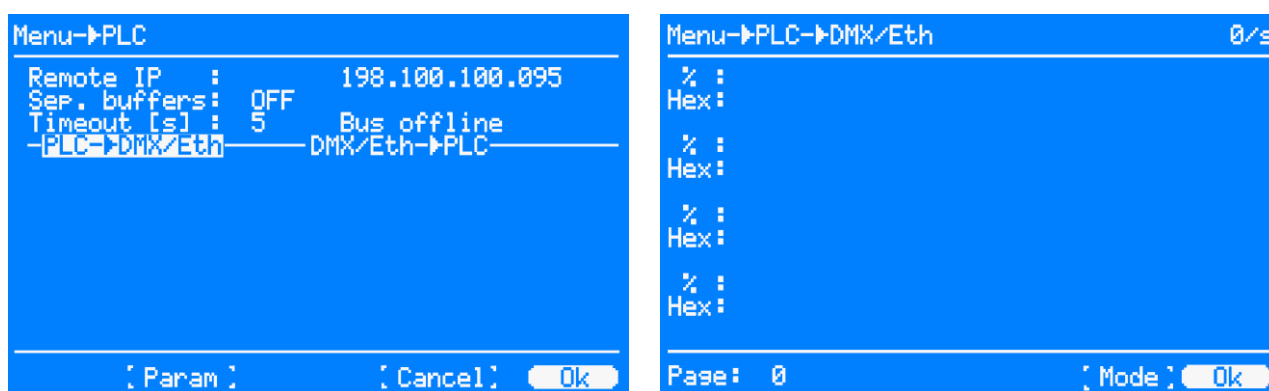 Menu->PLC
Remote IP : 198.100.100.095
Sep. buffers: OFF
Timeout [s] : 5 Bus offline
PLC->DMX/Eth DMX/Eth->PLC
[Param] [Cancel] Ok
Menu->PLC->DMX/Eth 0/s
% :
Hex:
% :
Hex:
% :
Hex:
% :
Hex:
Page: 0 [Mode] Ok